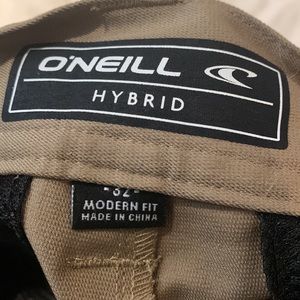 O'NEILL
HYBRID
-32-
MODERN FIT
MADE IN CHINA